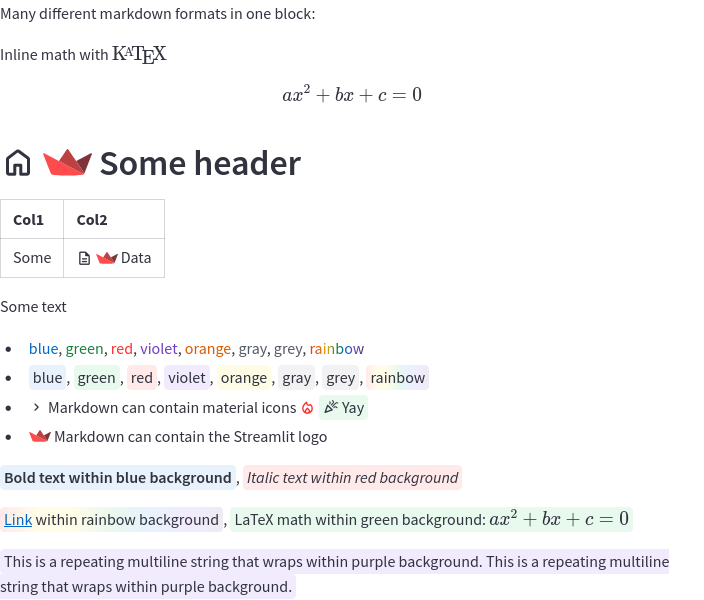 Many different markdown formats in one block:
Inline math with KATEX
ax² + bx + c = 0
Some header
Col1 Col2
Some Data
Some text
blue, green, red, violet, orange, gray, grey, rainbow
blue , green , red , violet , orange , gray , grey , rainbow
Markdown can contain material icons Yay
Markdown can contain the Streamlit logo
Bold text within blue background , Italic text within red background
Link within rainbow background , LaTeX math within green background: ax² + bx + c = 0
This is a repeating multiline string that wraps within purple background. This is a repeating multiline
string that wraps within purple background.